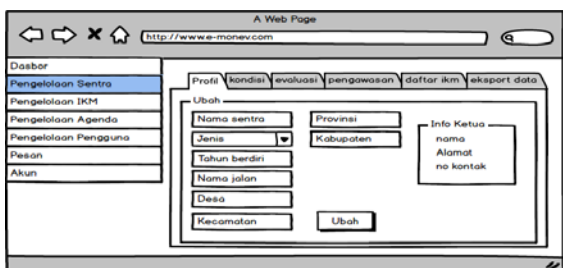 A Web Page
http://www.e-monev.com
Dasbor
Pengelolaan Sentra
Pengelolaan IKM
Pengelolaan Agenda
Pengelolaan Pengguna
Pesan
Akun
Profil kondisi evaluasi pengawasan daftar ikm eksport data
Ubah
Nama sentra
Jenis
Tahun berdiri
Nama jalan
Desa
Kecamatan
Provinsi
Kabupaten
Ubah
Info Ketua
nama
Alamat
no kontak